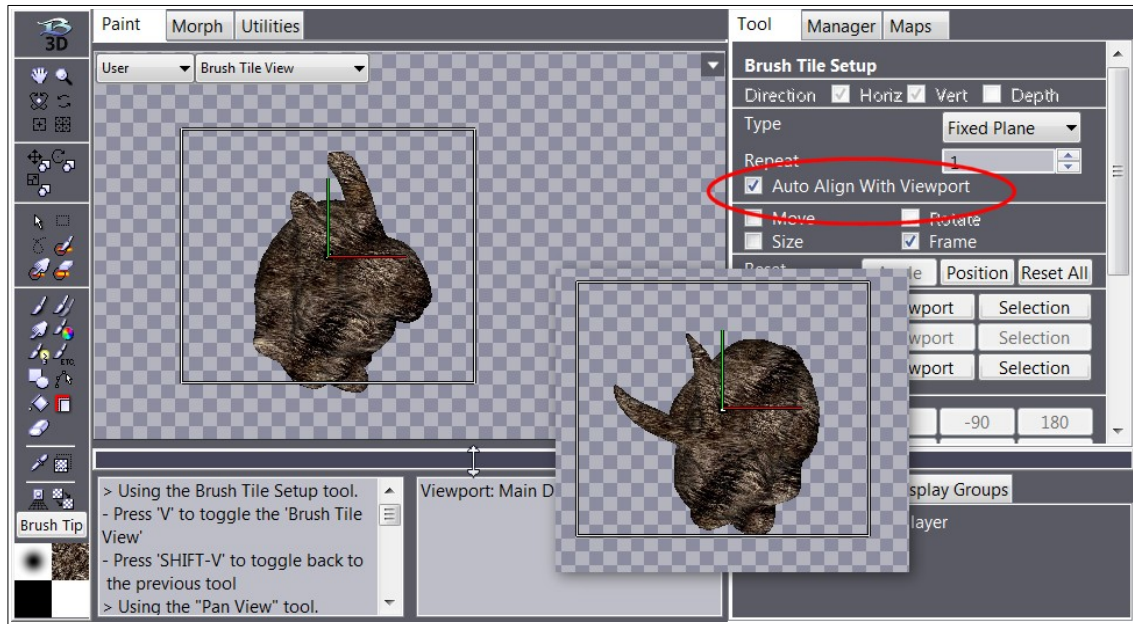 3D
Paint Morph Utilities
User Brush Tile View
Tool Manager Maps
Brush Tile Setup
Direction Horiz Vert Depth
Type Fixed Plane
Repeat 1
Auto Align With Viewport
Move Rotate
Size Frame
Reset Position Reset All
wport Selection
wport Selection
wport Selection
-90 180
Brush Tip
> Using the Brush Tile Setup tool.
- Press 'V' to toggle the 'Brush Tile
View'
- Press 'SHIFT-V' to toggle back to
the previous tool
> Using the "Pan View" tool.
Viewport: Main D
splay Groups
layer